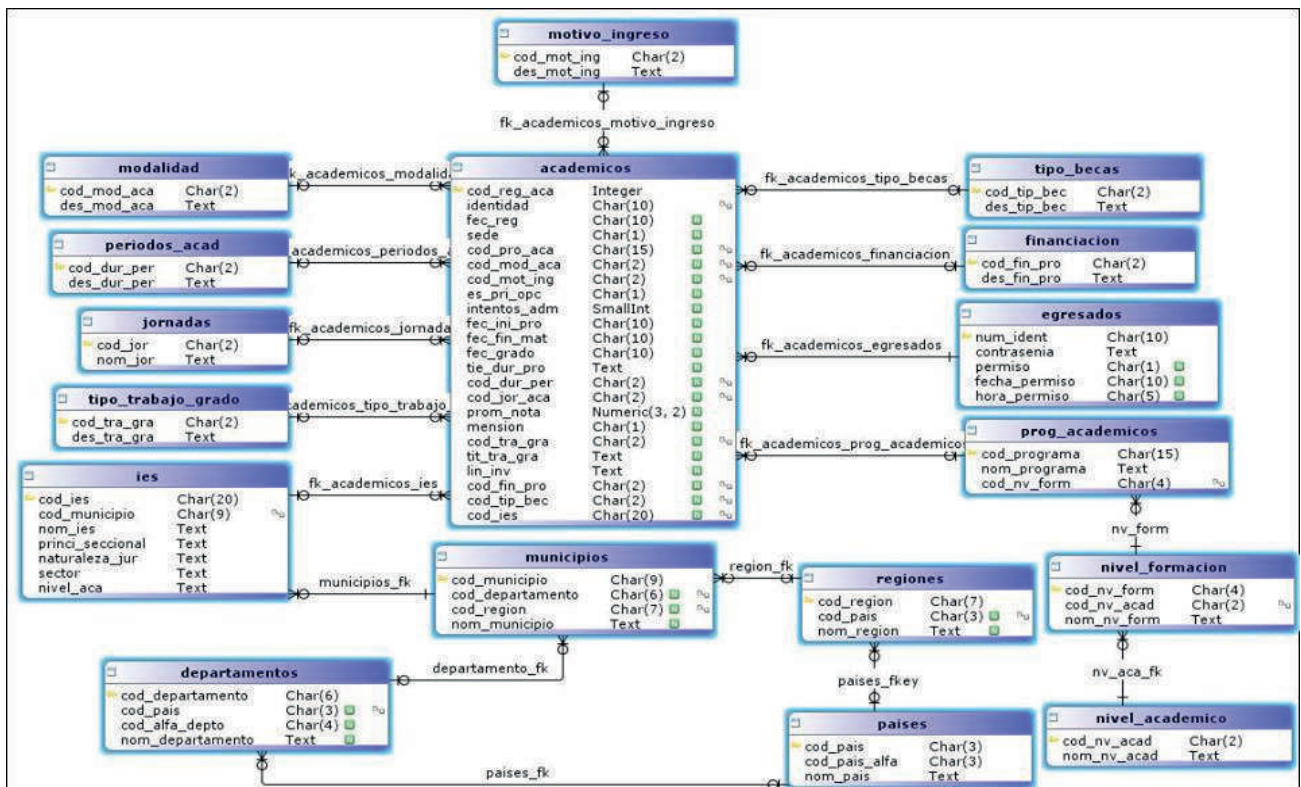 motivo_ingreso
cod_mot_ing Char(2)
des_mot_ing Text
fk_academicos_motivo_ingreso
modalidad
cod_mod_aca Char(2)
des_mod_aca Text
k_academicos_modalida
periodos_acad
cod_dur_per Char(2)
des_dur_per Text
academicos_periodos_a
jornadas
cod_jor Char(2)
nom_jor Text
fk_academicos_jornada
tipo_trabajo_grado
cod_tra_gra Char(2)
des_tra_gra Text
cademicos_tipo_trabajo_
ies
cod_ies Char(20)
cod_municipio Char(9)
nom_ies Text
princi_seccional Text
naturaleza_jur Text
sector Text
nivel_aca Text
fk_academicos_ies
academicos
cod_reg_aca Integer
identidad Char(10)
fec_reg Char(10) N
sede Char(1) N
cod_pro_aca Char(15) N
cod_mod_aca Char(2) N
cod_mot_ing Char(2) N
es_pri_opc Char(1) N
intentos_adm SmallInt N
fec_ini_pro Char(10) N
fec_fin_mat Char(10) N
fec_grado Char(10) N
tie_dur_pro Text N
cod_dur_per Char(2) N
cod_jor_aca Char(2) N
prom_nota Numeric(3, 2) N
mension Char(1) N
cod_tra_gra Char(2) N
tit_tra_gra Text N
lin_inv Text N
cod_fin_pro Char(2) N
cod_tip_bec Char(2) N
cod_ies Char(20) N
fk_academicos_tipo_becas
tipo_becas
cod_tip_bec Char(2)
des_tip_bec Text
fk_academicos_financiacion
financiacion
cod_fin_pro Char(2)
des_fin_pro Text
fk_academicos_egresados
egresados
num_ident Char(10)
contrasenia Text
permiso Char(1) N
fecha_permiso Char(10) N
hora_permiso Char(5) N
fk_academicos_prog_academicos
prog_academicos
cod_programa Char(15)
nom_programa Text
cod_nv_form Char(4)
nv_form
nivel_formacion
cod_nv_form Char(4)
cod_nv_acad Char(2)
nom_nv_form Text
nv_aca_fk
nivel_academico
cod_nv_acad Char(2)
nom_nv_acad Text
municipios_fk
municipios
cod_municipio Char(9)
cod_departamento Char(6) N
cod_region Char(7) N
nom_municipio Text N
region_fk
regiones
cod_region Char(7)
cod_pais Char(3) N
nom_region Text N
departamento_fk
departamentos
cod_departamento Char(6)
cod_pais Char(3) N
cod_alfa_depto Char(4) N
nom_departamento Text N
paises_fkey
paises
cod_pais Char(3)
cod_pais_alfa Char(3)
nom_pais Text
paises_fk